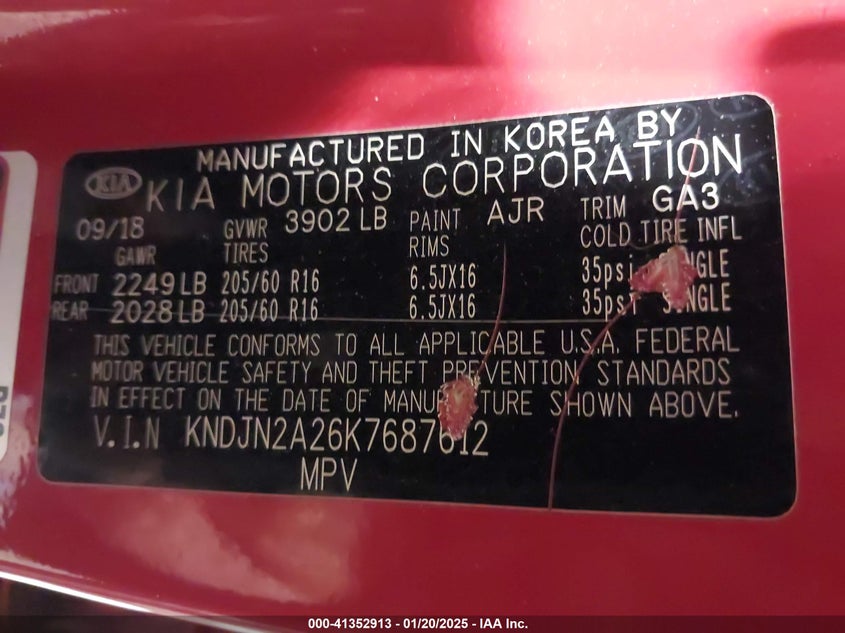 MANUFACTURED IN KOREA BY
KIA KIA MOTORS CORPORATION
09/18 GVWR 3902 LB PAINT AJR TRIM GA3
GAWR TIRES RIMS COLD TIRE INFL
FRONT 2249 LB 205/60 R16 6.5JX16 35psi
REAR 2028 LB 205/60 R16 6.5JX16 35psi
THIS VEHICLE CONFORMS TO ALL APPLICABLE U.S.A. FEDERAL
MOTOR VEHICLE SAFETY AND THEFT PREVENTION STANDARDS
IN EFFECT ON THE DATE OF MANUFACTURE SHOWN ABOVE.
V.I.N KNDJN2A26K7687612
MPV
000-41352913 - 01/20/2025 - IAA Inc.